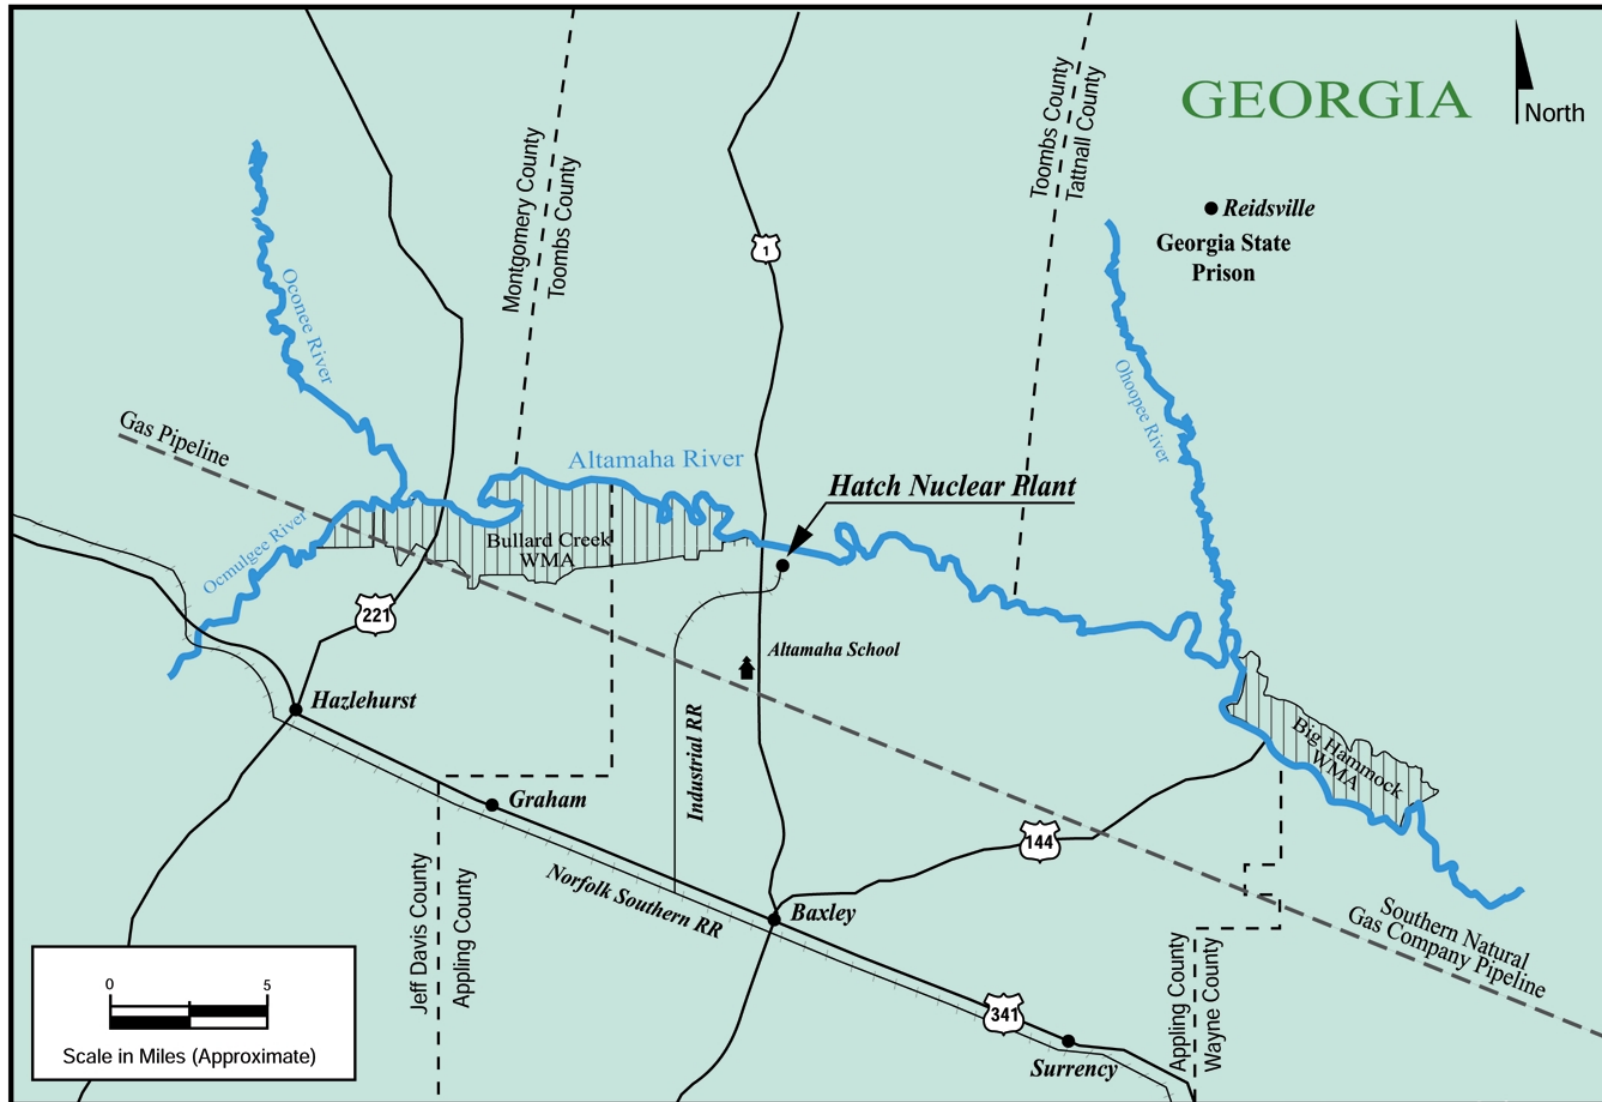 GEORGIA
North
Montgomery County
Toombs County
Toombs County
Tattnall County
Reidsville
Georgia State
Prison
1
Oconee River
Ohoopee River
Gas Pipeline
Altamaha River
Hatch Nuclear Plant
Ocmulgee River
Bullard Creek
WMA
221
Altamaha School
Hazlehurst
Industrial RR
Big Hammock
WMA
Graham
144
Jeff Davis County
Appling County
Norfolk Southern RR
Baxley
Southern Natural
Gas Company Pipeline
Appling County
Wayne County
341
Surrency
0 5
Scale in Miles (Approximate)